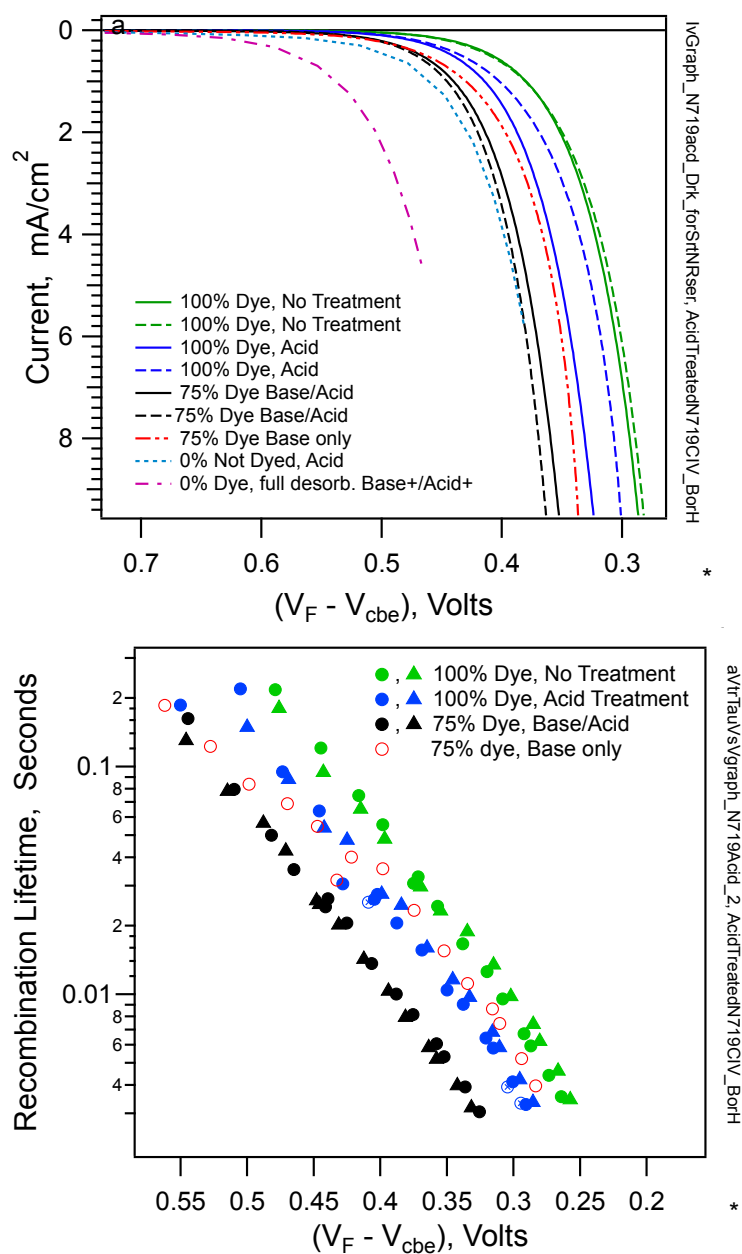 a
0
2
4
6
8
Current, mA/cm²
100% Dye, No Treatment
100% Dye, No Treatment
100% Dye, Acid
100% Dye, Acid
75% Dye Base/Acid
75% Dye Base/Acid
75% Dye Base only
0% Not Dyed, Acid
0% Dye, full desorb. Base+/Acid+
0.7 0.6 0.5 0.4 0.3
(V_F - V_cbe), Volts
IvGraph_N719acd_Drk_forSrtNRser, AcidTreatedN719CIV_BorH
*
Recombination Lifetime, Seconds
2
0.1
8
6
4
2
0.01
8
6
4
, 100% Dye, No Treatment
, 100% Dye, Acid Treatment
, 75% Dye, Base/Acid
75% dye, Base only
0.55 0.5 0.45 0.4 0.35 0.3 0.25 0.2
(V_F - V_cbe), Volts
aVtrTauVsVgraph_N719Acid_2, AcidTreatedN719CIV_BorH
*